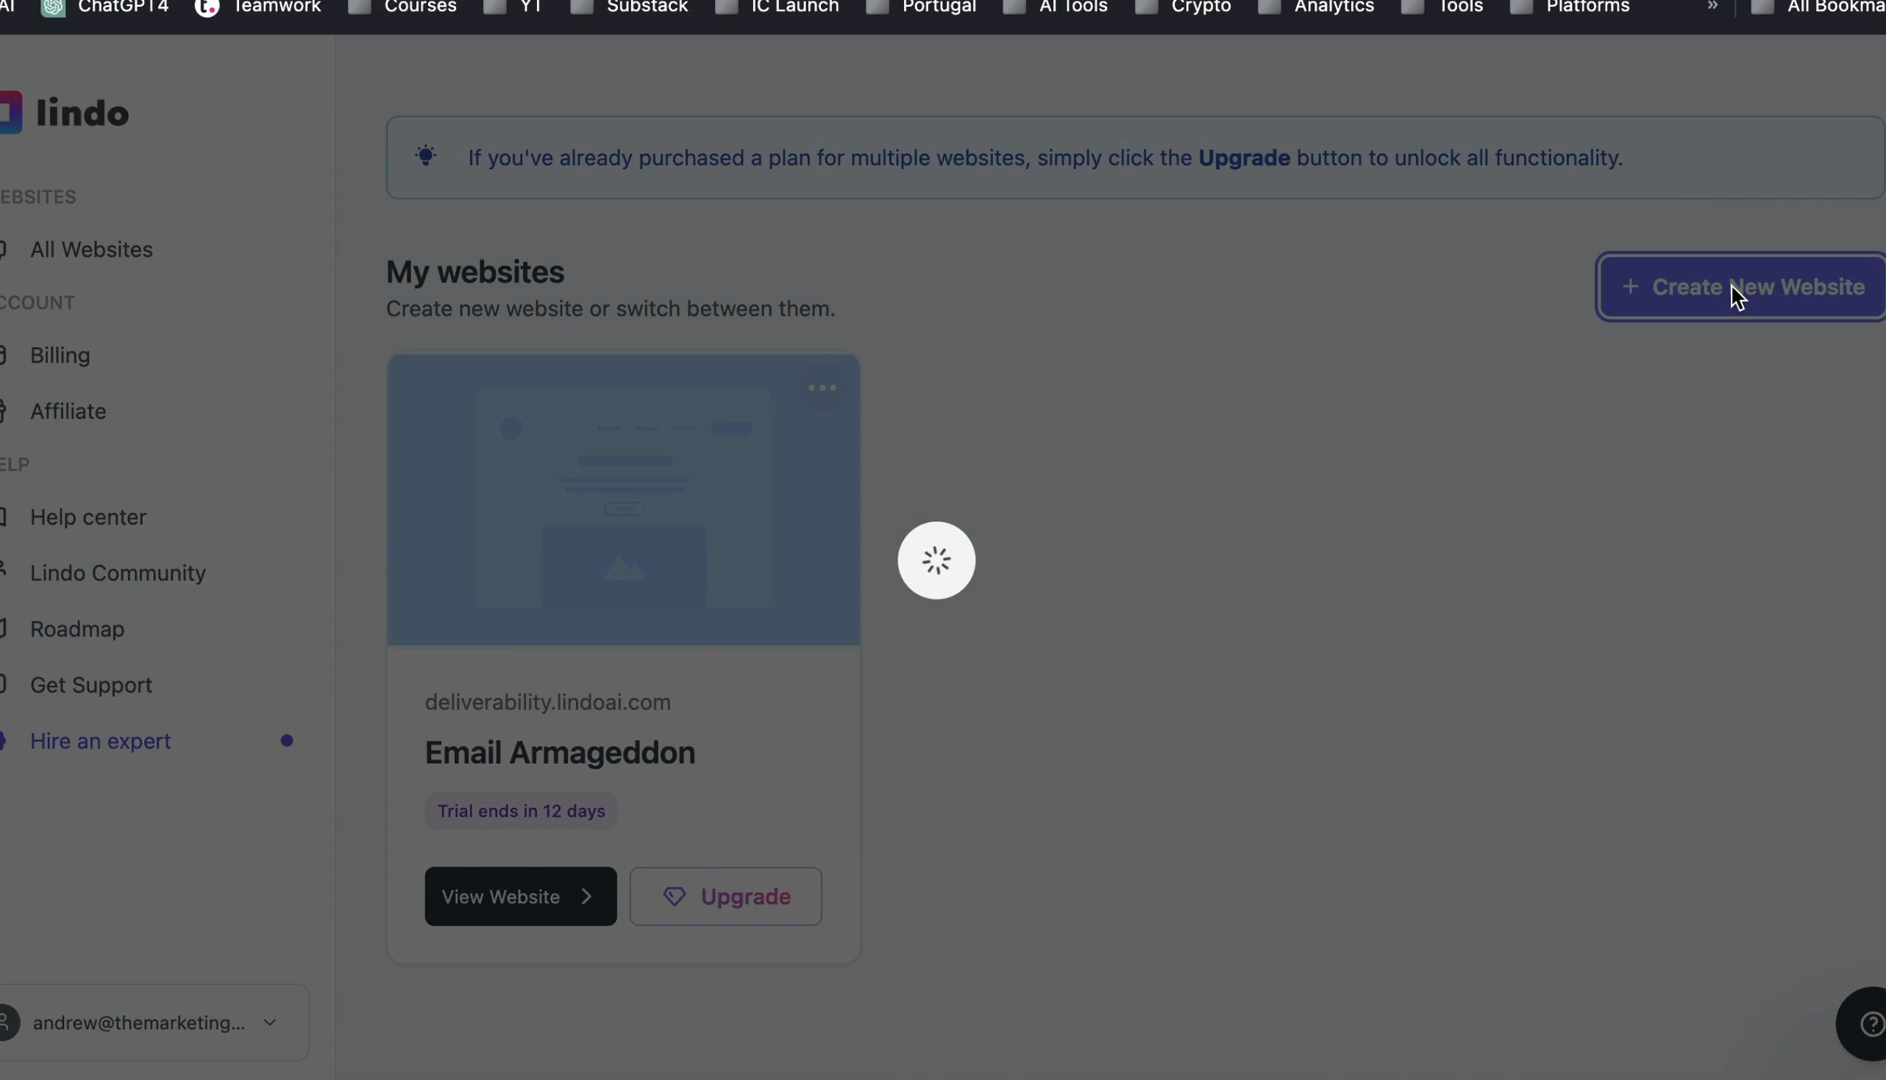 AI ChatGPT4 Teamwork Courses YT Substack IC Launch Portugal AI Tools Crypto Analytics Tools Platforms » All Bookma
lindo
EBSITES
All Websites
CCOUNT
Billing
Affiliate
ELP
Help center
Lindo Community
Roadmap
Get Support
Hire an expert
andrew@themarketing...
If you've already purchased a plan for multiple websites, simply click the Upgrade button to unlock all functionality.
My websites
Create new website or switch between them.
+ Create New Website
deliverability.lindoai.com
Email Armageddon
Trial ends in 12 days
View Website
Upgrade